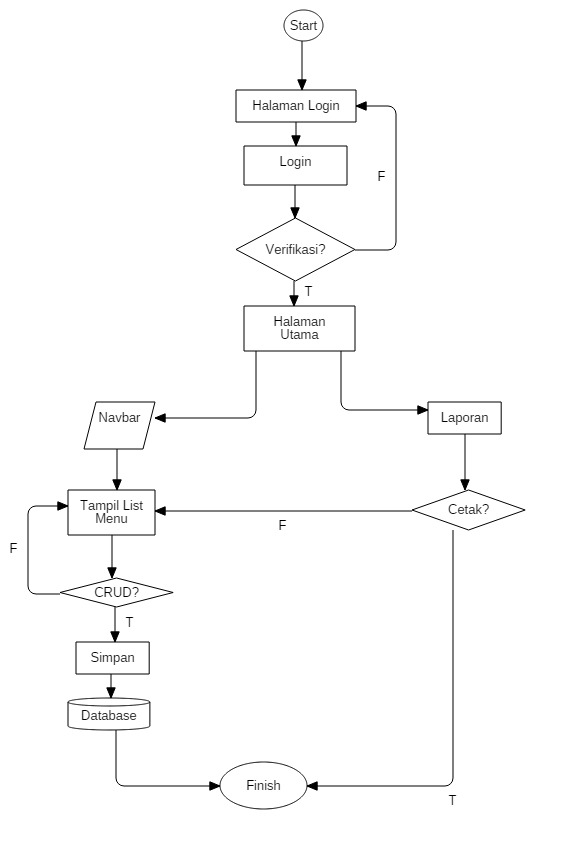 Start
Halaman Login
Login
F
Verifikasi?
T
Halaman
Utama
Navbar
Laporan
Tampil List
Menu
Cetak?
F
F
CRUD?
T
Simpan
Database
Finish
T